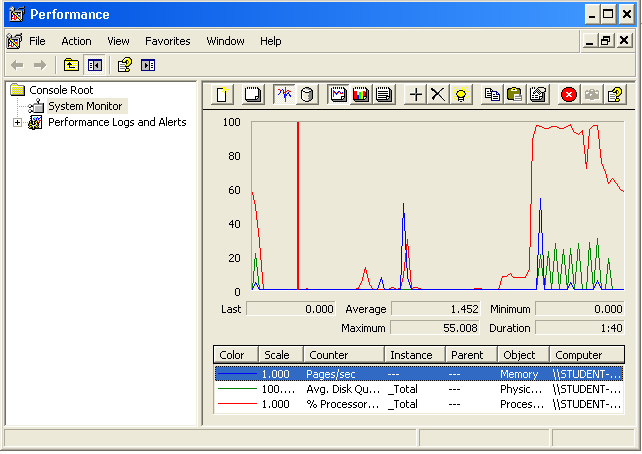 Performance
File Action View Favorites Window Help
Console Root
System Monitor
Performance Logs and Alerts
100
80
60
40
20
0
Last 0.000 Average 1.452 Minimum 0.000
Maximum 55.008 Duration 1:40
Color Scale Counter Instance Parent Object Computer
1.000 Pages/sec --- --- Memory \\STUDENT-...
100.... Avg. Disk Qu... _Total --- Physic... \\STUDENT-...
1.000 % Processor... _Total --- Proces... \\STUDENT-...